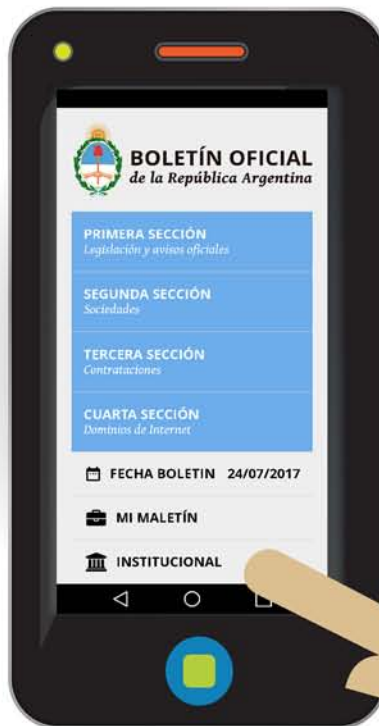 BOLETÍN OFICIAL
de la República Argentina
PRIMERA SECCIÓN
Legislación y avisos oficiales
SEGUNDA SECCIÓN
Sociedades
TERCERA SECCIÓN
Contrataciones
CUARTA SECCIÓN
Dominios de Internet
FECHA BOLETIN 24/07/2017
MI MALETÍN
INSTITUCIONAL